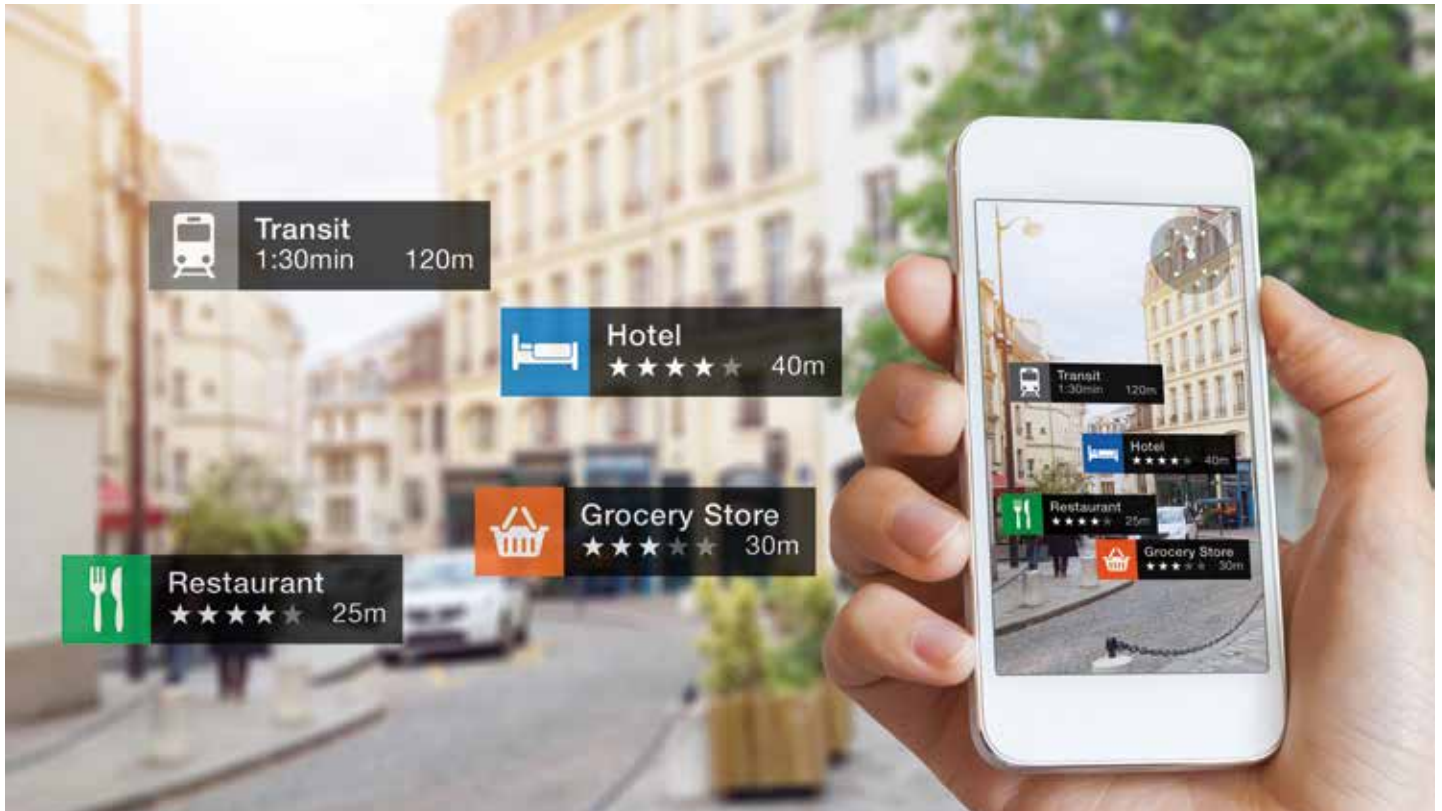 Transit
1:30min 120m
Hotel
★★★★★ 40m
Grocery Store
★★★★★ 30m
Restaurant
★★★★★ 25m
Transit
1:30min 120m
Hotel
★★★★★ 40m
Restaurant
★★★★★ 25m
Grocery Store
★★★★★ 30m